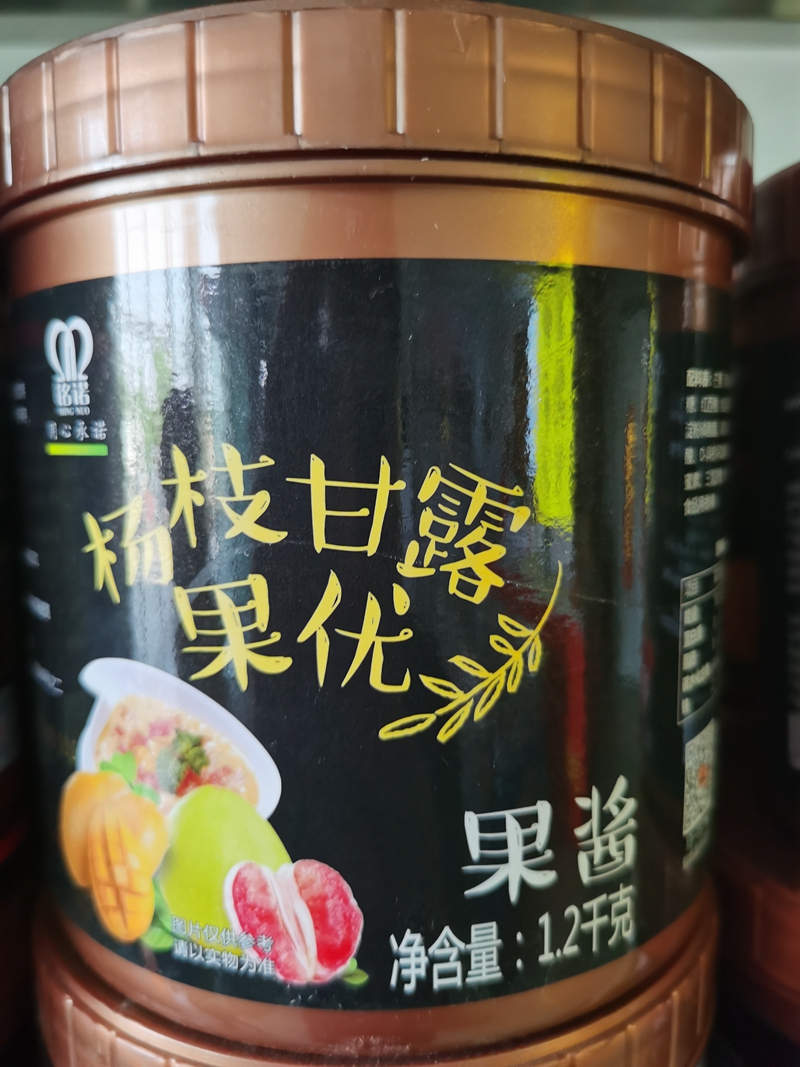 铭诺
MING NUO
用心承诺
杨枝甘露
果优
果酱
净含量：1.2千克
图片仅供参考
请以实物为准